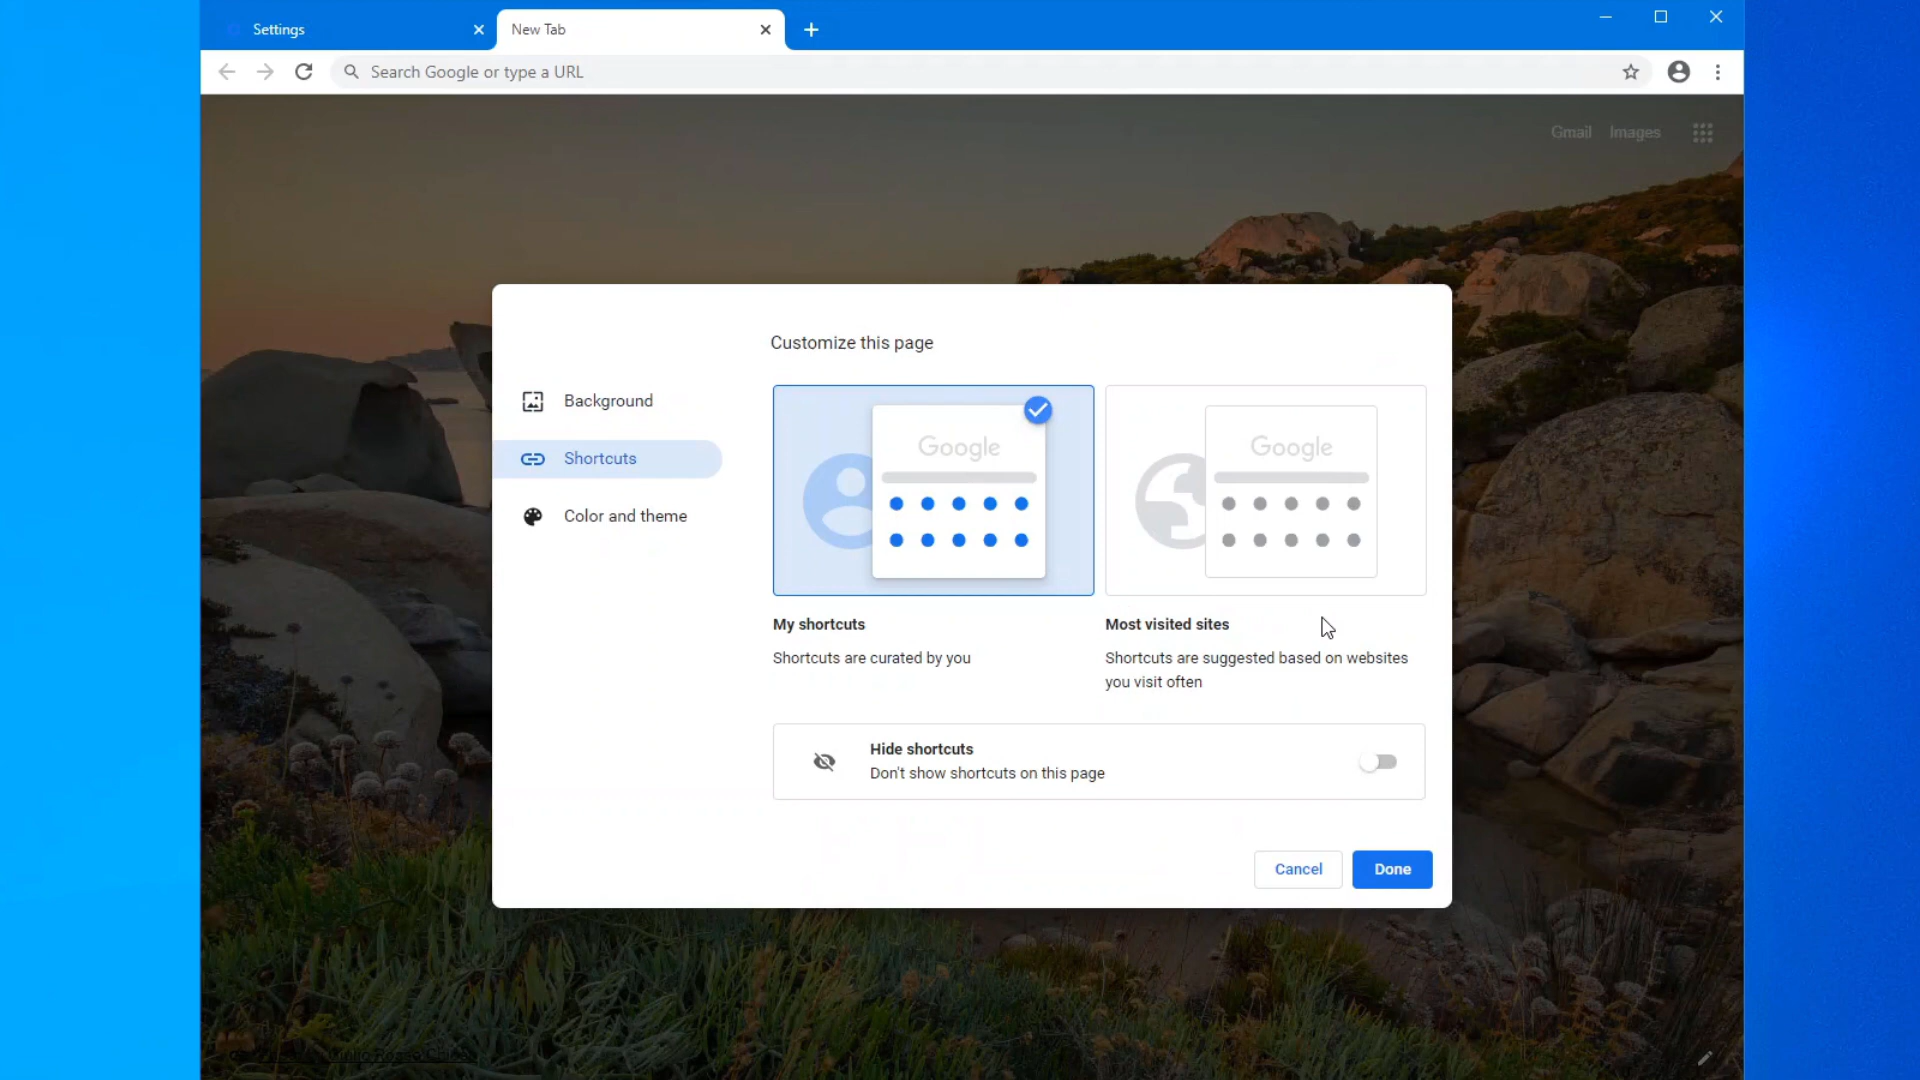 Settings
New Tab
Search Google or type a URL
Gmail Images
Customize this page
Background
Shortcuts
Color and theme
Google
Google
My shortcuts
Shortcuts are curated by you
Most visited sites
Shortcuts are suggested based on websites
you visit often
Hide shortcuts
Don't show shortcuts on this page
Cancel
Done